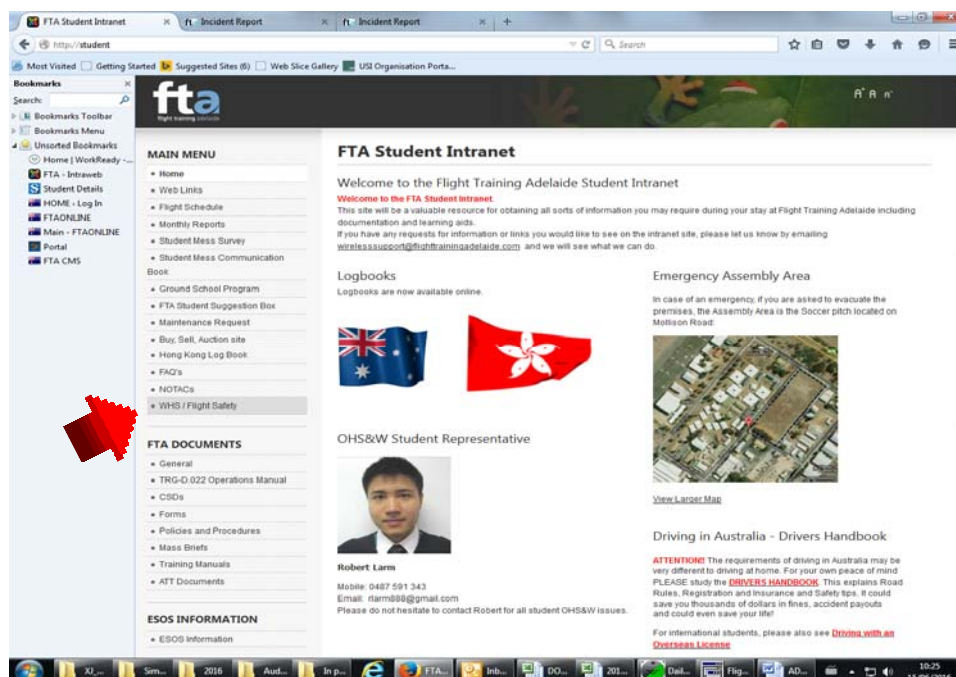 FTA Student Intranet
Incident Report
Incident Report
http://student
Search
Most Visited
Getting Started
Suggested Sites (6)
Web Slice Gallery
USI Organisation Porta...
Bookmarks
Search:
Bookmarks Toolbar
Bookmarks Menu
Unsorted Bookmarks
Home | WorkReady -...
FTA - Intraweb
Student Details
HOME - Log In
FTAONLINE
Main - FTAONLINE
Portal
FTA CMS
fta
flight training adelaide
A+ A A-
MAIN MENU
Home
Web Links
Flight Schedule
Monthly Reports
Student Mess Survey
Student Mess Communication
Book
Ground School Program
FTA Student Suggestion Box
Maintenance Request
Buy, Sell, Auction site
Hong Kong Log Book
FAQ's
NOTACs
WHS / Flight Safety
FTA DOCUMENTS
General
TRG-D.022 Operations Manual
CSDs
Forms
Policies and Procedures
Mass Briefs
Training Manuals
ATT Documents
ESOS INFORMATION
ESOS Information
FTA Student Intranet
Welcome to the Flight Training Adelaide Student Intranet
Welcome to the FTA Student Intranet.
This site will be a valuable resource for obtaining all sorts of information you may require during your stay at Flight Training Adelaide including
documentation and learning aids.
If you have any requests for information or links you would like to see on the intranet site, please let us know by emailing
wirelesssupport@flighttrainingadelaide.com and we will see what we can do.
Logbooks
Logbooks are now available online.
OHS&W Student Representative
Robert Larm
Mobile: 0487 591 343
Email: rlarm888@gmail.com
Please do not hesitate to contact Robert for all student OHS&W issues.
Emergency Assembly Area
In case of an emergency, if you are asked to evacuate the
premises, the Assembly Area is the Soccer pitch located on
Mollison Road:
View Larger Map
Driving in Australia - Drivers Handbook
ATTENTION!! The requirements of driving in Australia may be
very different to driving at home. For your own peace of mind
PLEASE study the DRIVERS HANDBOOK. This explains Road
Rules, Registration and Insurance and Safety tips. It could
save you thousands of dollars in fines, accident payouts
and could even save your life!
For international students, please also see Driving with an
Overseas License
XJ_...
Sim...
2016
Aud...
In p...
FTA...
Inb...
DO...
201...
Dail...
Flig...
AD...
10:25
15/06/2016